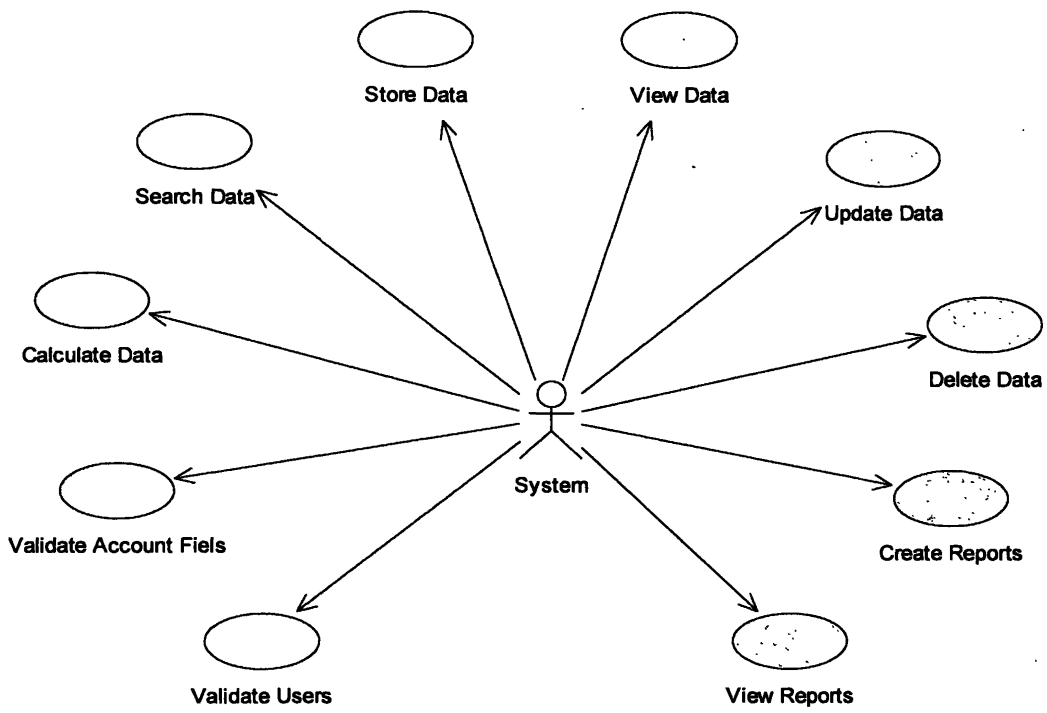 Store Data
View Data
Search Data
Update Data
Calculate Data
Delete Data
System
Validate Account Fiels
Create Reports
Validate Users
View Reports